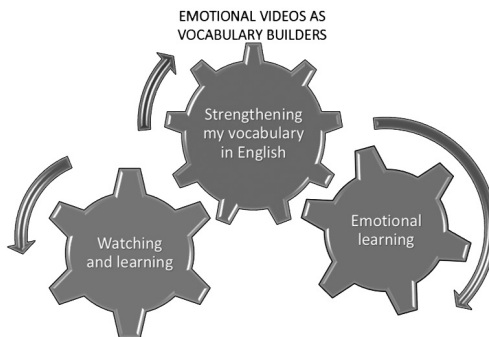 EMOTIONAL VIDEOS AS
VOCABULARY BUILDERS
Strengthening
my vocabulary
in English
Watching
and learning
Emotional
learning